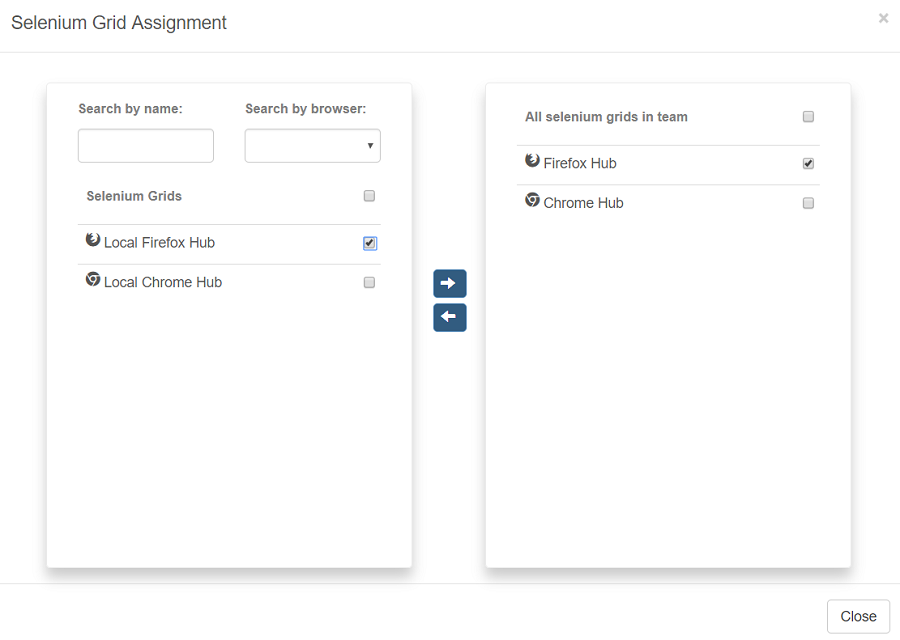 Selenium Grid Assignment
×
Search by name:
Search by browser:
Selenium Grids
Local Firefox Hub
Local Chrome Hub
All selenium grids in team
Firefox Hub
Chrome Hub
Close